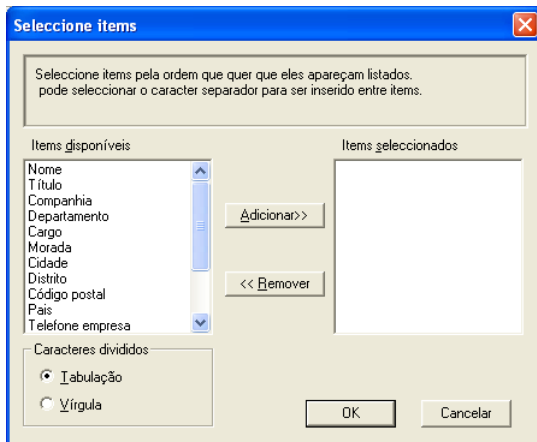 Seleccione items
Seleccione items pela ordem que quer que eles apareçam listados.
pode seleccionar o caracter separador para ser inserido entre items.
Items disponíveis
Items seleccionados
Nome
Título
Companhia
Departamento
Cargo
Morada
Cidade
Distrito
Código postal
Pais
Telefone empresa
Adicionar>>
<< Remover
Caracteres divididos
Tabulação
Vírgula
OK
Cancelar